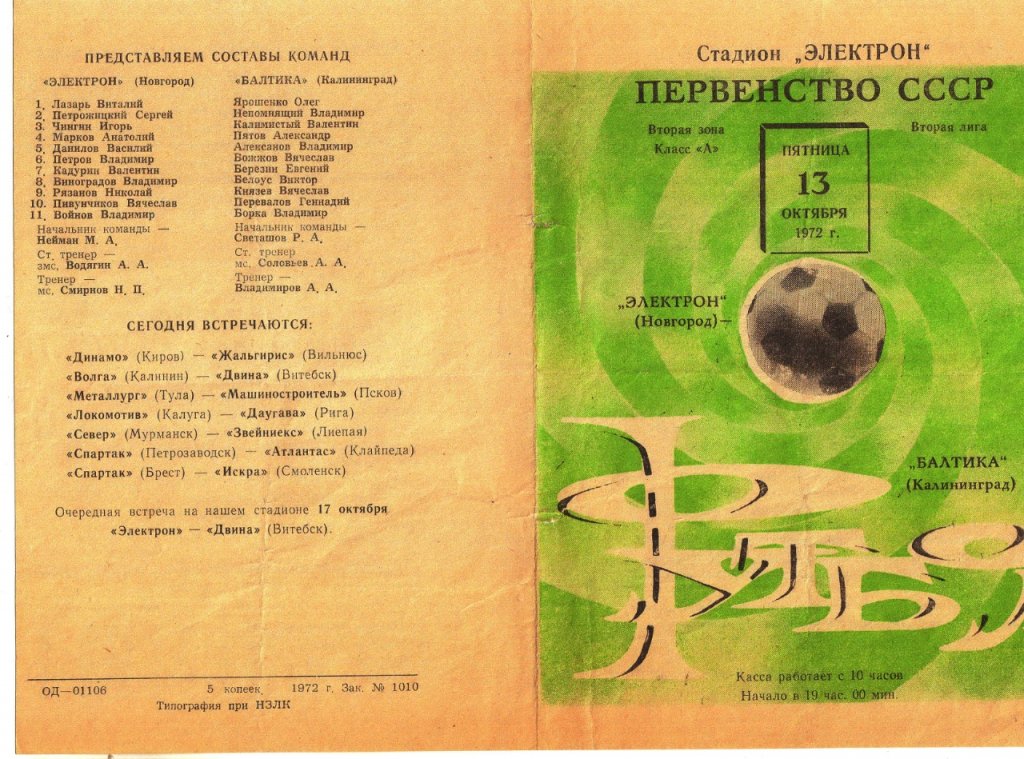 ПРЕДСТАВЛЯЕМ СОСТАВЫ КОМАНД
«ЭЛЕКТРОН» (Новгород) «БАЛТИКА» (Калининград)
1. Лазарь Виталий Ярошенко Олег
2. Петрожицкий Сергей Непомнящий Владимир
3. Чингин Игорь Калимистый Валентин
4. Марков Анатолий Пятов Александр
5. Данилов Василий Алексанов Владимир
6. Петров Владимир Божков Вячеслав
7. Кадурин Валентин Березин Евгений
8. Виноградов Владимир Белоус Виктор
9. Рязанов Николай Князев Вячеслав
10. Пивунчиков Вячеслав Перевалов Геннадий
11. Войнов Владимир Борка Владимир
Начальник команды — Начальник команды —
Нейман М. А. Светашов Р. А.
Ст. тренер — Ст. тренер
змс. Водягин А. А. мс. Соловьев А. А.
Тренер — Тренер —
мс. Смирнов Н. П. Владимиров А. А.
СЕГОДНЯ ВСТРЕЧАЮТСЯ:
«Динамо» (Киров) — «Жальгирис» (Вильнюс)
«Волга» (Калинин) — «Двина» (Витебск)
«Металлург» (Тула) — «Машиностроитель» (Псков)
«Локомотив» (Калуга) — «Даугава» (Рига)
«Север» (Мурманск) — «Звейниекс» (Лиепая)
«Спартак» (Петрозаводск) — «Атлантас» (Клайпеда)
«Спартак» (Брест) — «Искра» (Смоленск)
Очередная встреча на нашем стадионе 17 октября
«Электрон» — «Двина» (Витебск).
ОД—01106 5 копеек. 1972 г. Зак. № 1010
Типография при НЗЛК
Стадион „ЭЛЕКТРОН“
ПЕРВЕНСТВО СССР
Вторая зона Вторая лига
Класс «А»
ПЯТНИЦА
13
ОКТЯБРЯ
1972 г.
„ЭЛЕКТРОН“
(Новгород)—
„БАЛТИКА“
(Калининград)
Касса работает с 10 часов
Начало в 19 час. 00 мин.